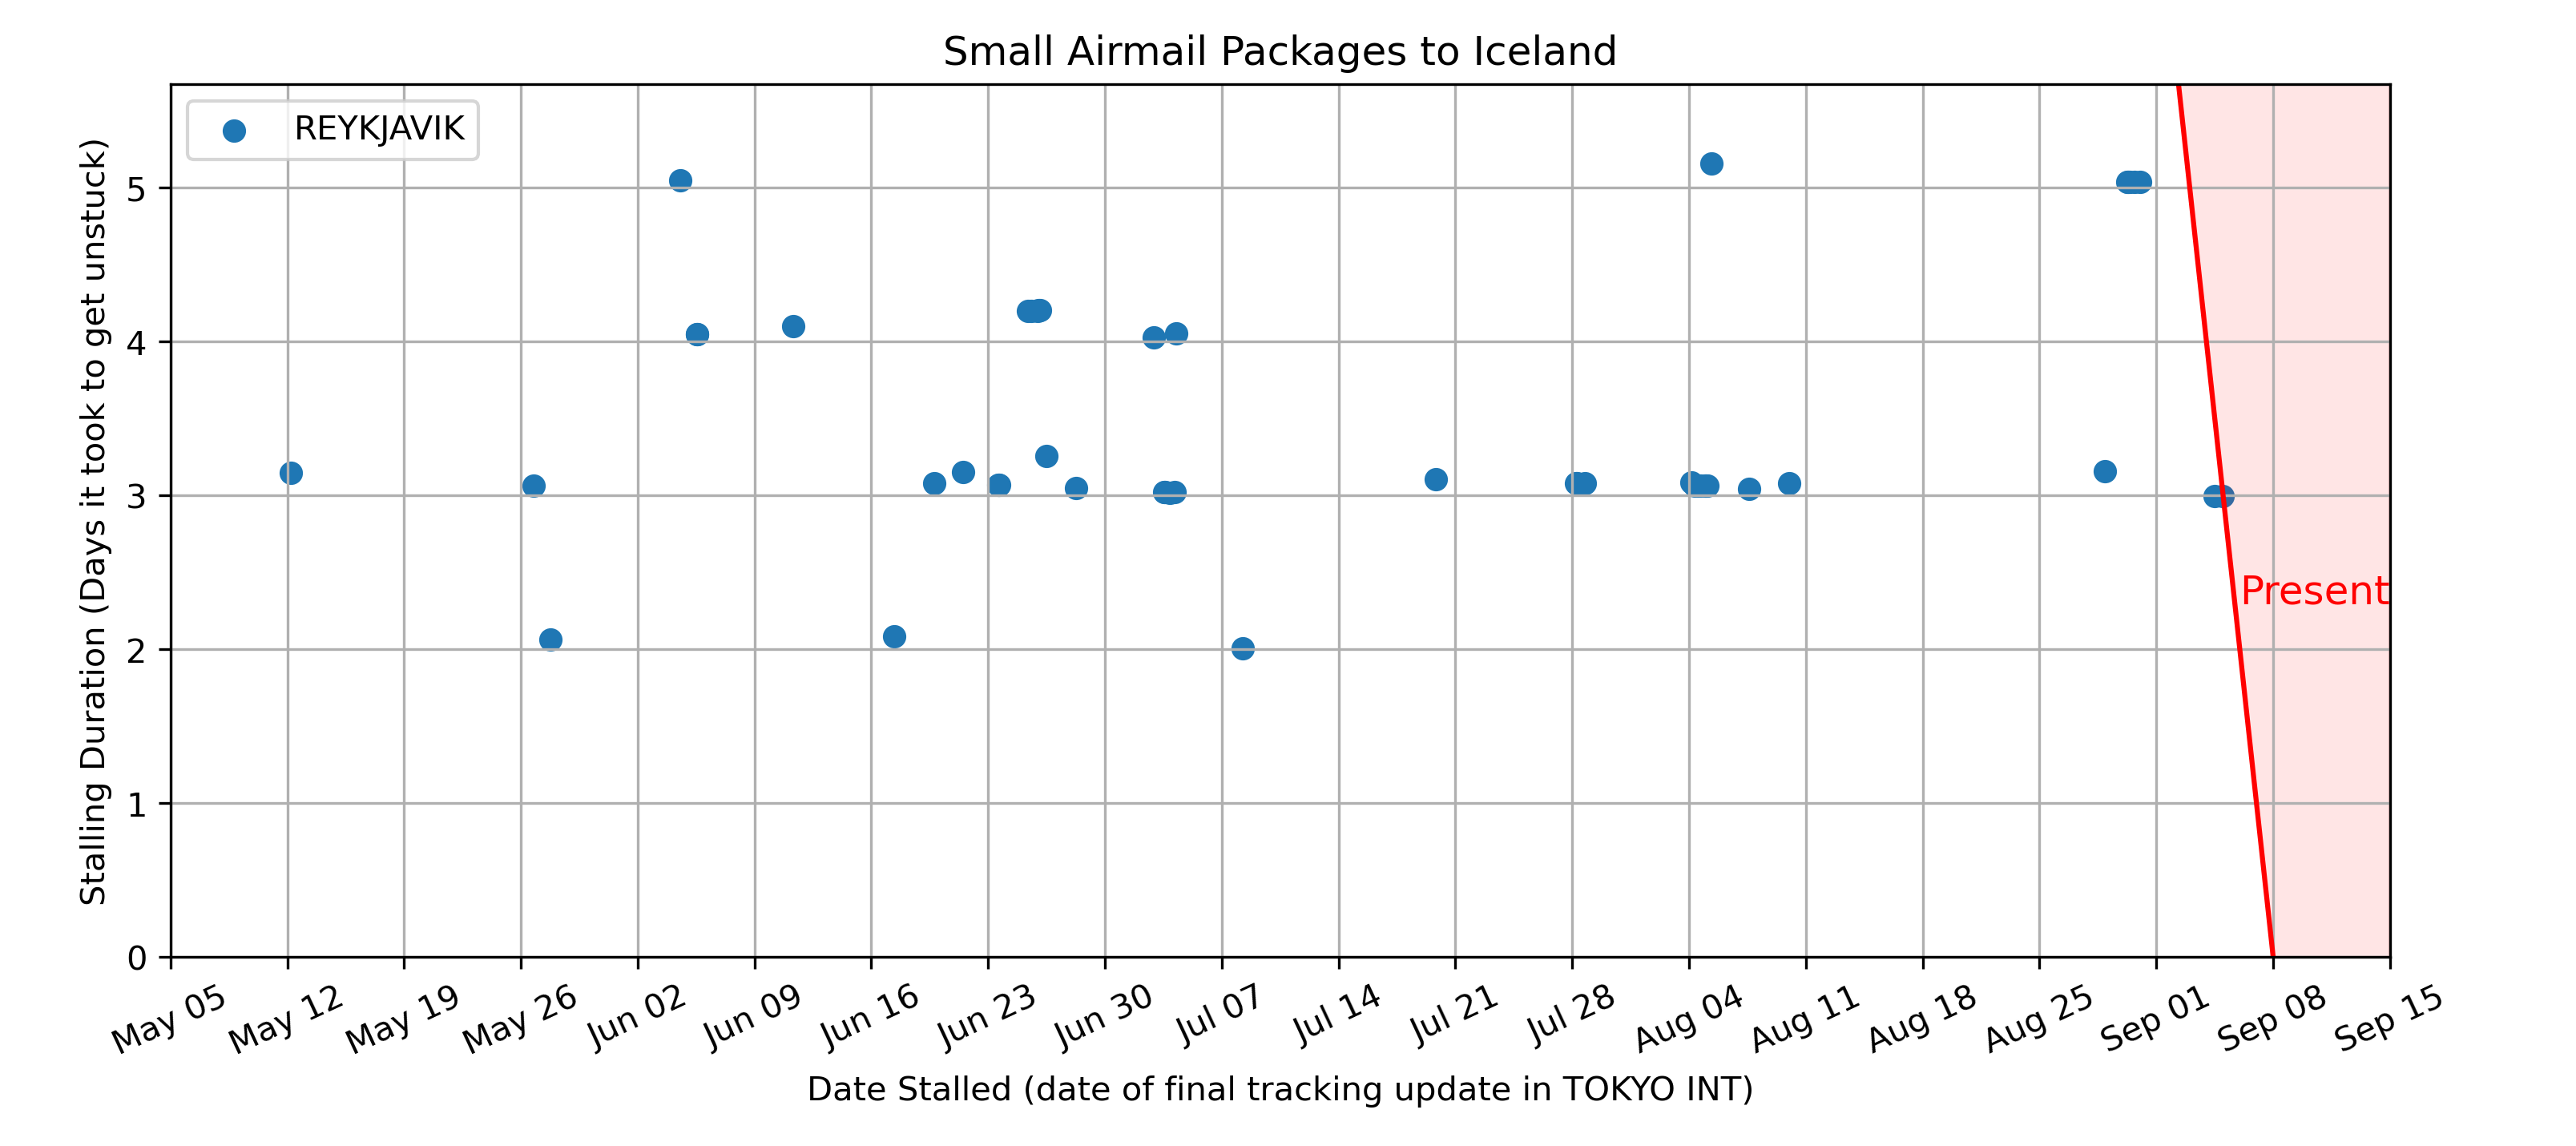 Small Airmail Packages to Iceland
REYKJAVIK
Stalling Duration (Days it took to get unstuck)
5
4
3
2
1
0
Present
May 05 May 12 May 19 May 26 Jun 02 Jun 09 Jun 16 Jun 23 Jun 30 Jul 07 Jul 14 Jul 21 Jul 28 Aug 04 Aug 11 Aug 18 Aug 25 Sep 01 Sep 08 Sep 15
Date Stalled (date of final tracking update in TOKYO INT)